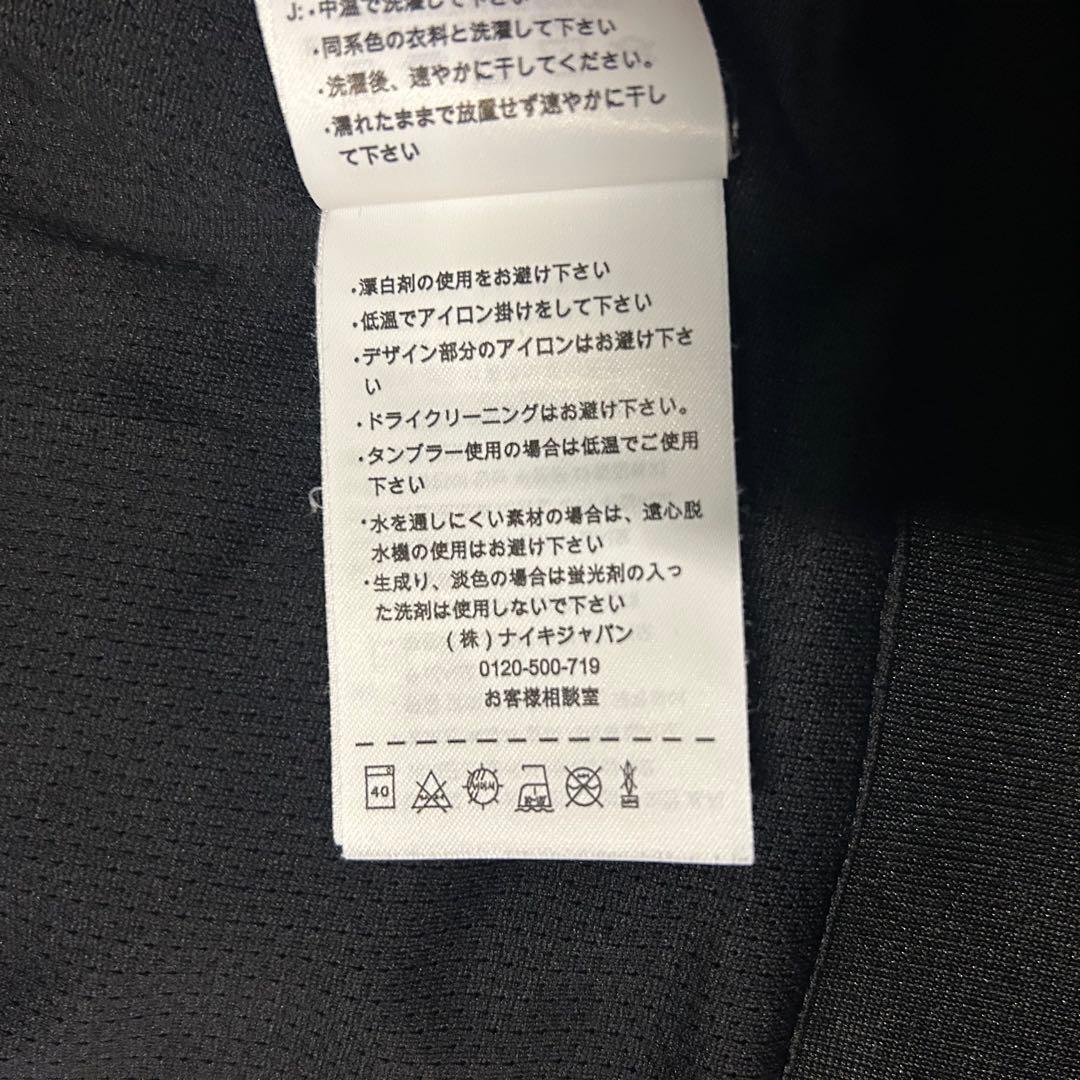 J:・中温で洗濯して下さい
・同系色の衣料と洗濯して下さい
・洗濯後、速やかに干してください。
・濡れたままで放置せず速やかに干し
て下さい
・漂白剤の使用をお避け下さい
・低温でアイロン掛けをして下さい
・デザイン部分のアイロンはお避け下さ
い
・ドライクリーニングはお避け下さい。
・タンブラー使用の場合は低温でご使用
下さい
・水を通しにくい素材の場合は、遠心脱
水機の使用はお避け下さい
・生成り、淡色の場合は蛍光剤の入っ
た洗剤は使用しないで下さい
(株)ナイキジャパン
0120-500-719
お客様相談室
40